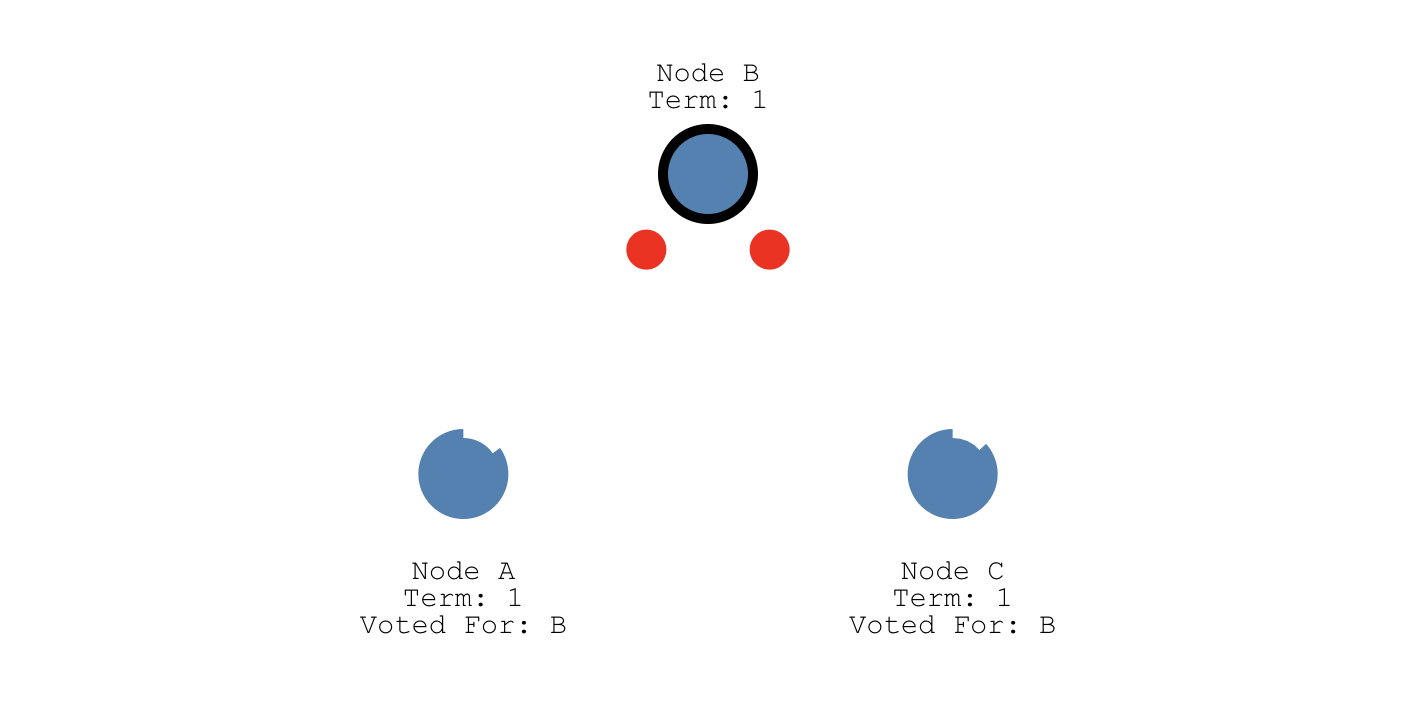 Node B
Term: 1
Node A
Term: 1
Voted For: B
Node C
Term: 1
Voted For: B